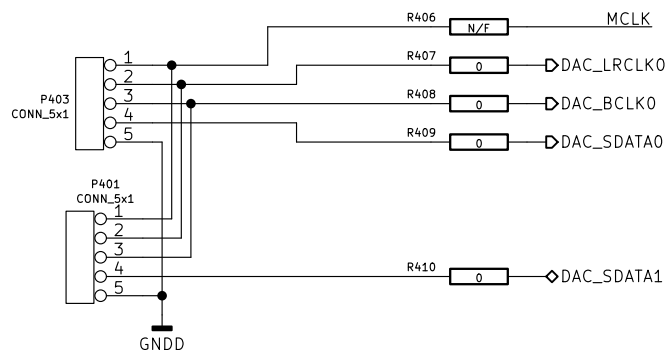 R406 N/F MCLK
1 R407 0 DAC_LRCLK0
2
P403 3 R408 0 DAC_BCLK0
CONN_5x1
4 R409 0 DAC_SDATA0
5
P401
CONN_5x1
1
2
3
4 R410 0 DAC_SDATA1
5
GNDD